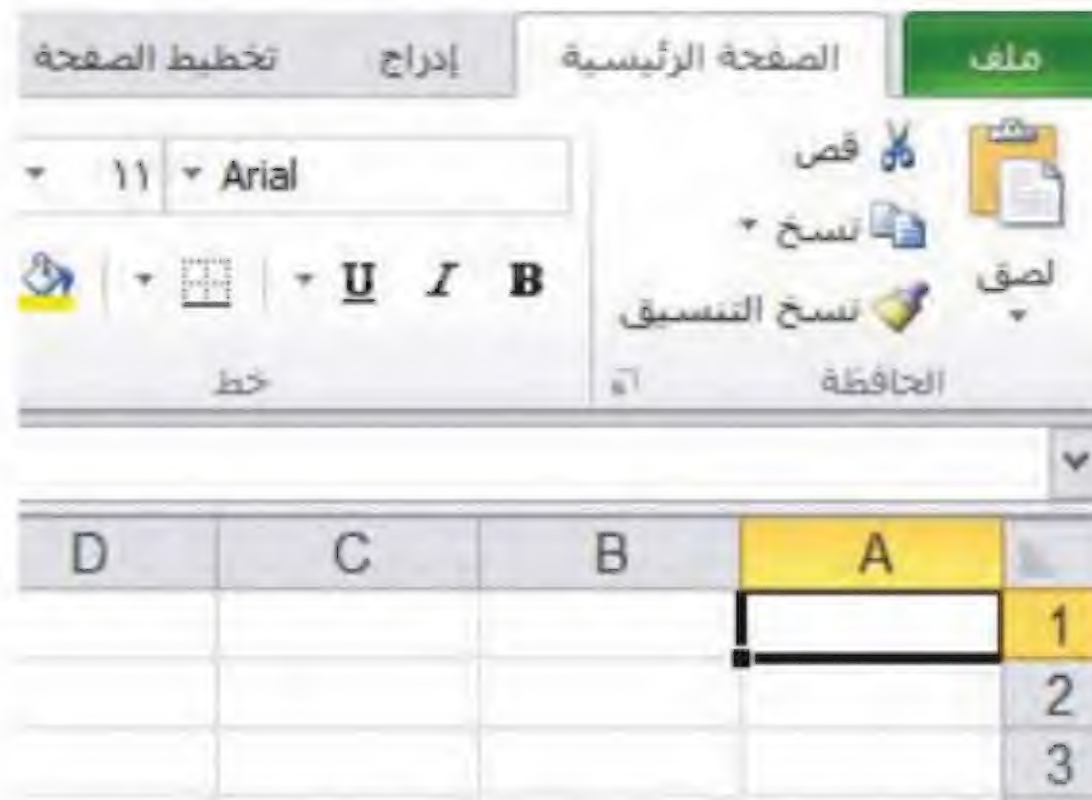 ملف الصفحة الرئيسية إدراج تخطيط الصفحة
قص
نسخ
نسخ التنسيق
لصق
الحافظة
Arial ١١
B I U
خط
A B C D
1
2
3